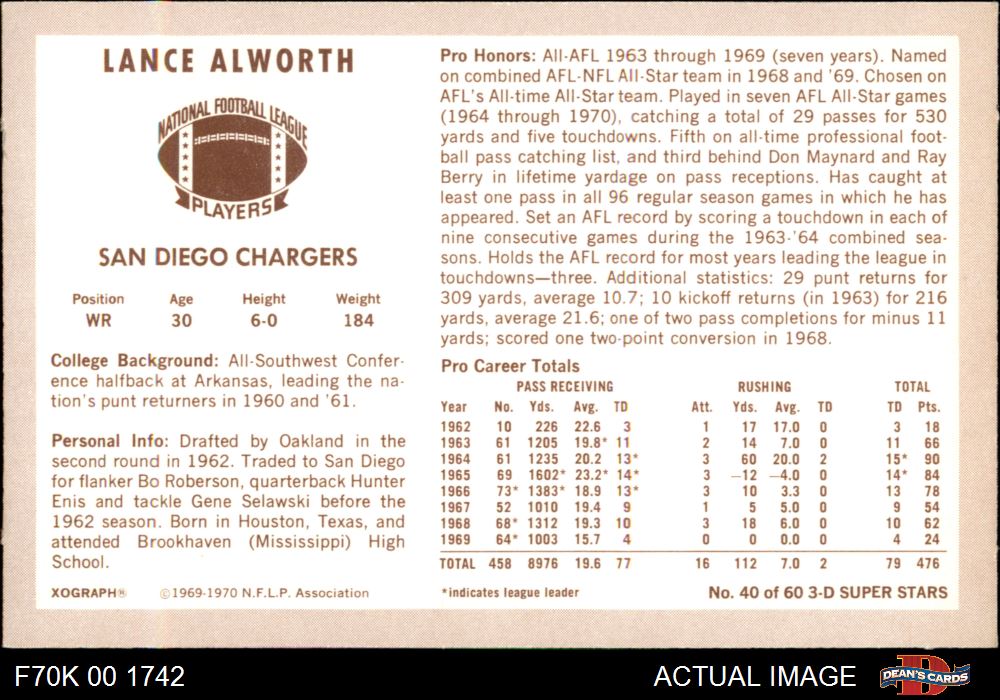 LANCE ALWORTH
NATIONAL FOOTBALL LEAGUE
PLAYERS
SAN DIEGO CHARGERS
Position Age Height Weight
WR 30 6-0 184
College Background: All-Southwest Confer-
ence halfback at Arkansas, leading the na-
tion's punt returners in 1960 and '61.
Personal Info: Drafted by Oakland in the
second round in 1962. Traded to San Diego
for flanker Bo Roberson, quarterback Hunter
Enis and tackle Gene Selawski before the
1962 season. Born in Houston, Texas, and
attended Brookhaven (Mississippi) High
School.
XOGRAPH® ©1969-1970 N.F.L.P. Association
Pro Honors: All-AFL 1963 through 1969 (seven years). Named
on combined AFL-NFL All-Star team in 1968 and '69. Chosen on
AFL's All-time All-Star team. Played in seven AFL All-Star games
(1964 through 1970), catching a total of 29 passes for 530
yards and five touchdowns. Fifth on all-time professional foot-
ball pass catching list, and third behind Don Maynard and Ray
Berry in lifetime yardage on pass receptions. Has caught at
least one pass in all 96 regular season games in which he has
appeared. Set an AFL record by scoring a touchdown in each of
nine consecutive games during the 1963-'64 combined sea-
sons. Holds the AFL record for most years leading the league in
touchdowns—three. Additional statistics: 29 punt returns for
309 yards, average 10.7; 10 kickoff returns (in 1963) for 216
yards, average 21.6; one of two pass completions for minus 11
yards; scored one two-point conversion in 1968.
Pro Career Totals
PASS RECEIVING RUSHING TOTAL
Year No. Yds. Avg. TD Att. Yds. Avg. TD TD Pts.
1962 10 226 22.6 3 1 17 17.0 0 3 18
1963 61 1205 19.8* 11 2 14 7.0 0 11 66
1964 61 1235 20.2 13* 3 60 20.0 2 15* 90
1965 69 1602* 23.2* 14* 3 —12 —4.0 0 14* 84
1966 73* 1383* 18.9 13* 3 10 3.3 0 13 78
1967 52 1010 19.4 9 1 5 5.0 0 9 54
1968 68* 1312 19.3 10 3 18 6.0 0 10 62
1969 64* 1003 15.7 4 0 0 0.0 0 4 24
TOTAL 458 8976 19.6 77 16 112 7.0 2 79 476
*indicates league leader No. 40 of 60 3-D SUPER STARS
F70K 00 1742 ACTUAL IMAGE D DEAN'S CARDS